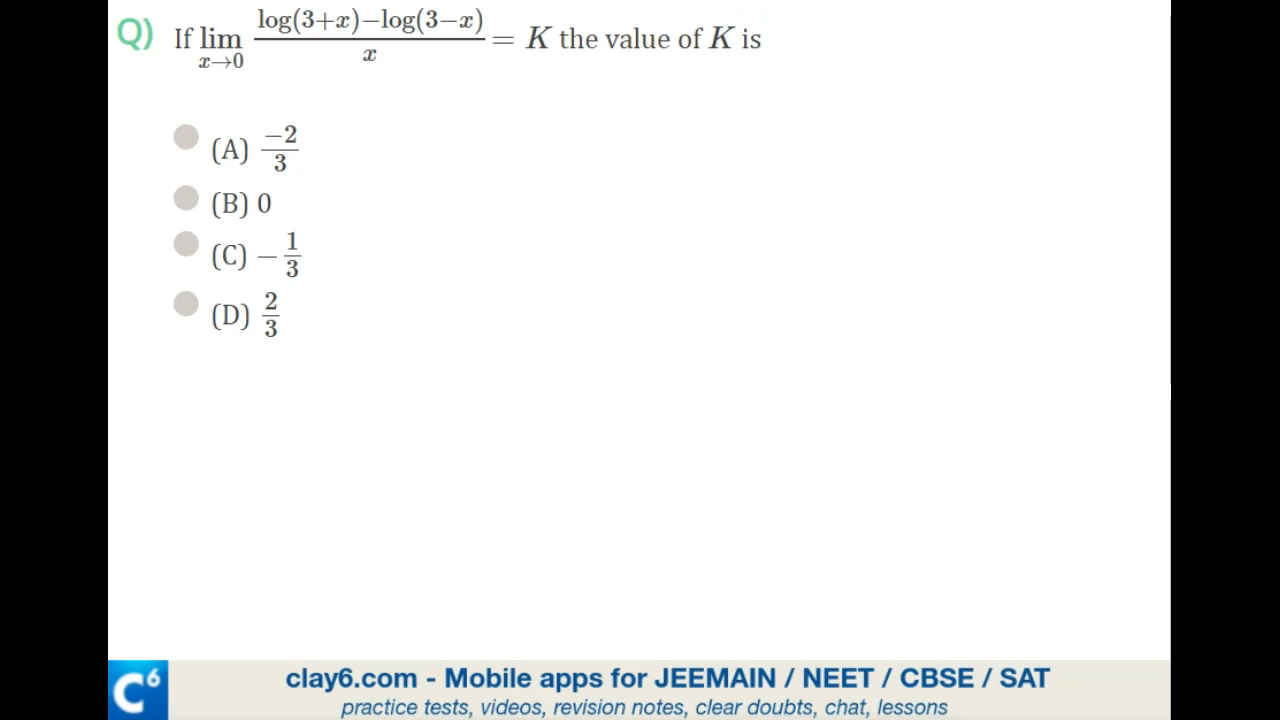 Q) If lim x→0 log(3+x)−log(3−x) / x = K the value of K is
(A) −2/3
(B) 0
(C) − 1/3
(D) 2/3
C6
clay6.com - Mobile apps for JEEMAIN / NEET / CBSE / SAT
practice tests, videos, revision notes, clear doubts, chat, lessons